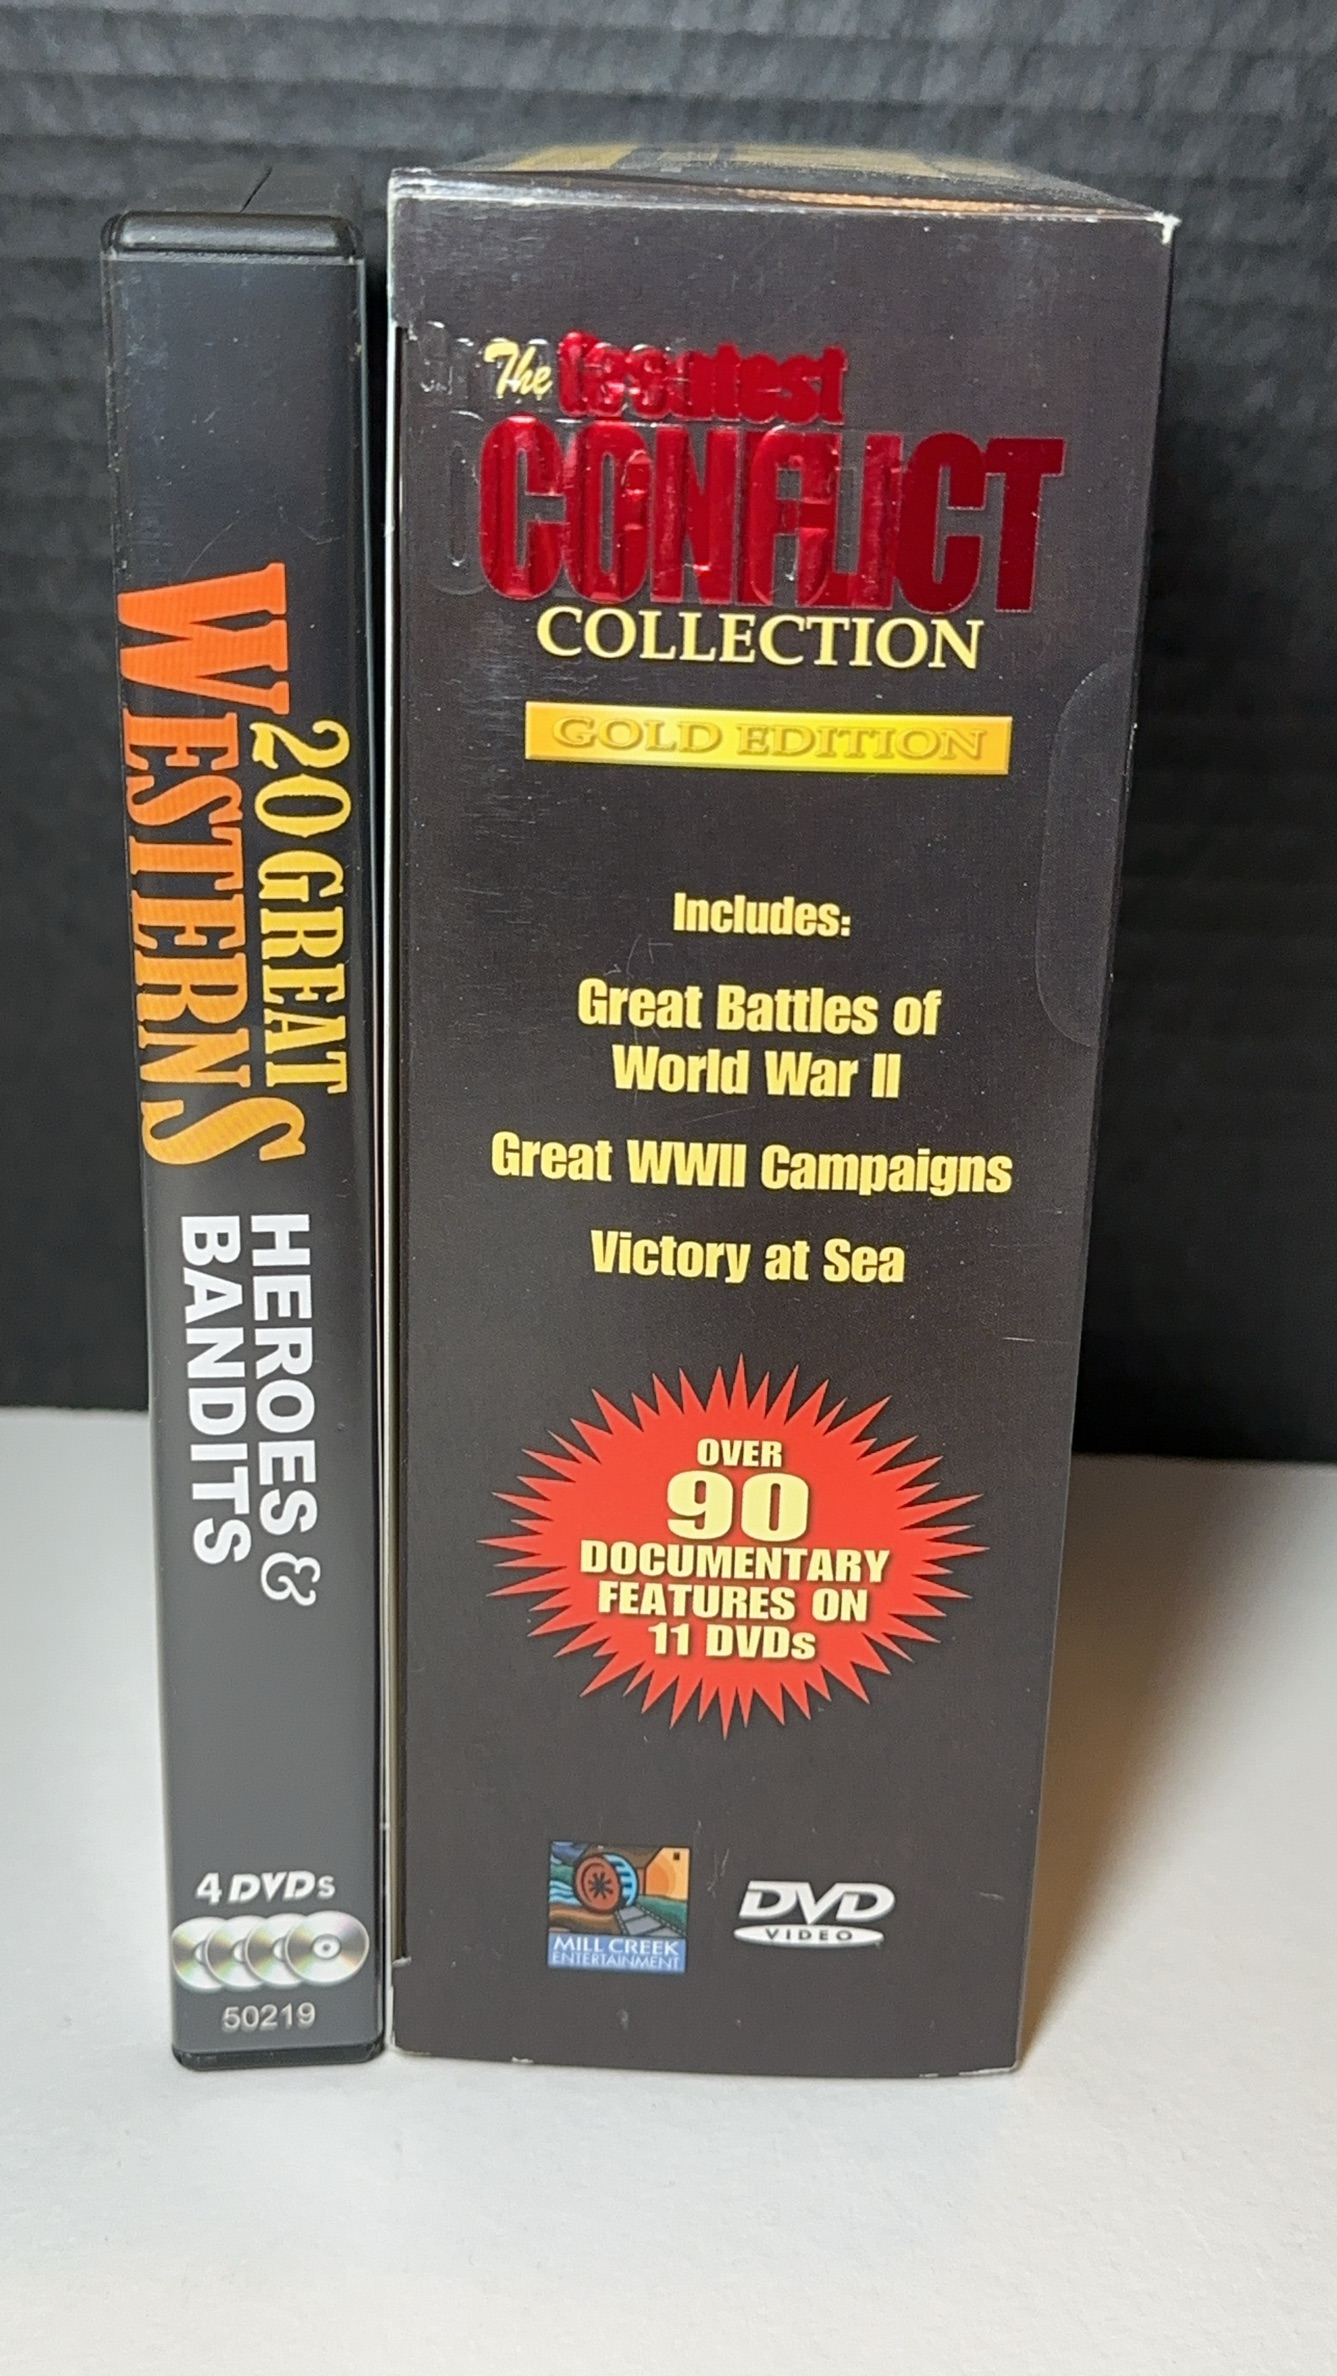 20 GREAT
WESTERNS
HEROES &
BANDITS
4 DVDs
50219
The Greatest
CONFLICT
COLLECTION
GOLD EDITION
Includes:
Great Battles of
World War II
Great WWII Campaigns
Victory at Sea
OVER
90
DOCUMENTARY
FEATURES ON
11 DVDs
MILL CREEK
ENTERTAINMENT
DVD
VIDEO